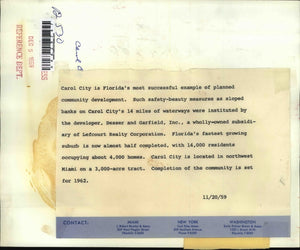 REFERENCE DEPT.
DEC 5 1959
Carol City is Florida's most successful example of planned
community development. Such safety-beauty measures as sloped
banks on Carol City's 14 miles of waterways were instituted
by the developer, Desser and Garfield, Inc., a wholly-owned subsidi-
ary of Lefcourt Realty Corporation. Florida's fastest growing
suburb is now almost half completed, with 14,000 residents
occupying about 4,000 homes. Carol City is located in northwest
Miami on a 3,000-acre tract. Completion of the community is set
for 1962.
11/20/59
MIAMI
NEW YORK
WASHINGTON